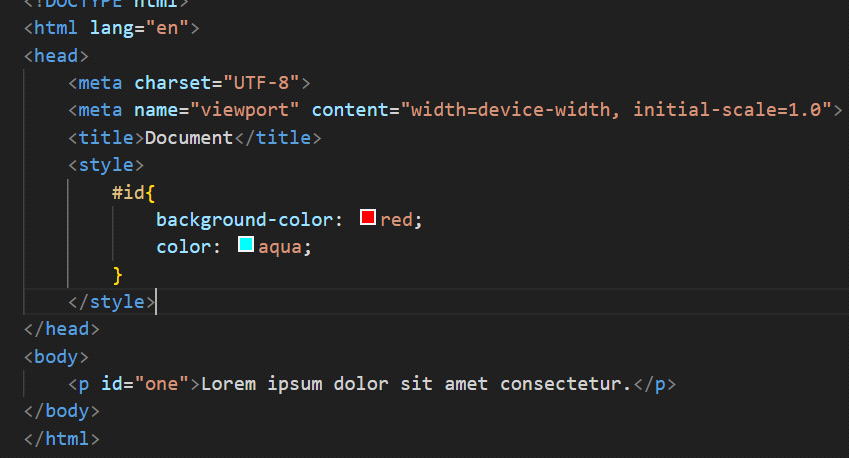 <!DOCTYPE html>
<html lang="en">
<head>
    <meta charset="UTF-8">
    <meta name="viewport" content="width=device-width, initial-scale=1.0">
    <title>Document</title>
    <style>
        #id{
            background-color: red;
            color: aqua;
        }
    </style>
</head>
<body>
    <p id="one">Lorem ipsum dolor sit amet consectetur.</p>
</body>
</html>